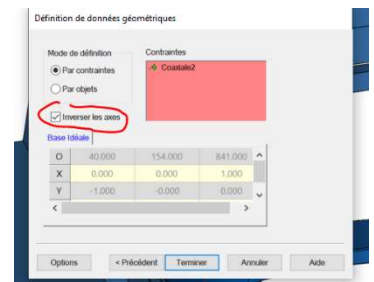 Définition de données géométriques
Mode de définition
Contraintes
Par contraintes
Coaxiale2
Par objets
Inverser les axes
Base Idéale
O 40.000 154.000 841.000
X 0.000 0.000 1.000
Y -1.000 -0.000 0.000
Options < Précédent Terminer Annuler Aide